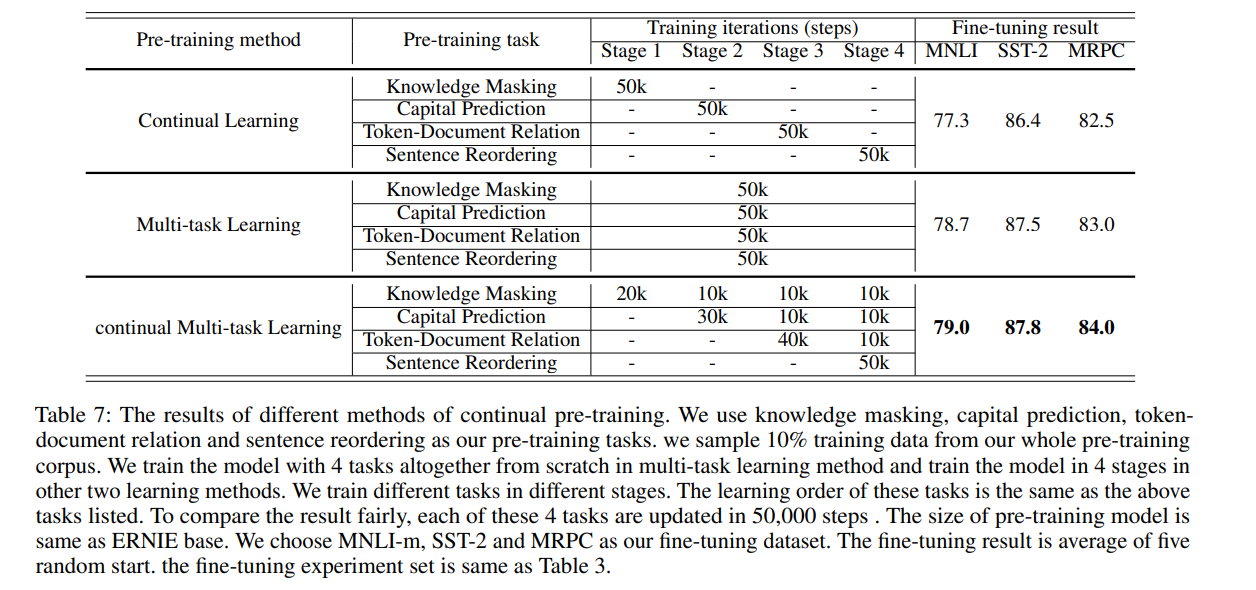 Pre-training method Pre-training task Training iterations (steps) Fine-tuning result
Stage 1 Stage 2 Stage 3 Stage 4 MNLI SST-2 MRPC
Continual Learning 77.3 86.4 82.5
Knowledge Masking 50k - - -
Capital Prediction - 50k - -
Token-Document Relation - - 50k -
Sentence Reordering - - - 50k
Multi-task Learning 78.7 87.5 83.0
Knowledge Masking 50k
Capital Prediction 50k
Token-Document Relation 50k
Sentence Reordering 50k
continual Multi-task Learning 79.0 87.8 84.0
Knowledge Masking 20k 10k 10k 10k
Capital Prediction - 30k 10k 10k
Token-Document Relation - - 40k 10k
Sentence Reordering - - - 50k
Table 7: The results of different methods of continual pre-training. We use knowledge masking, capital prediction, token-
document relation and sentence reordering as our pre-training tasks. we sample 10% training data from our whole pre-training
corpus. We train the model with 4 tasks altogether from scratch in multi-task learning method and train the model in 4 stages in
other two learning methods. We train different tasks in different stages. The learning order of these tasks is the same as the above
tasks listed. To compare the result fairly, each of these 4 tasks are updated in 50,000 steps . The size of pre-training model is
same as ERNIE base. We choose MNLI-m, SST-2 and MRPC as our fine-tuning dataset. The fine-tuning result is average of five
random start. the fine-tuning experiment set is same as Table 3.